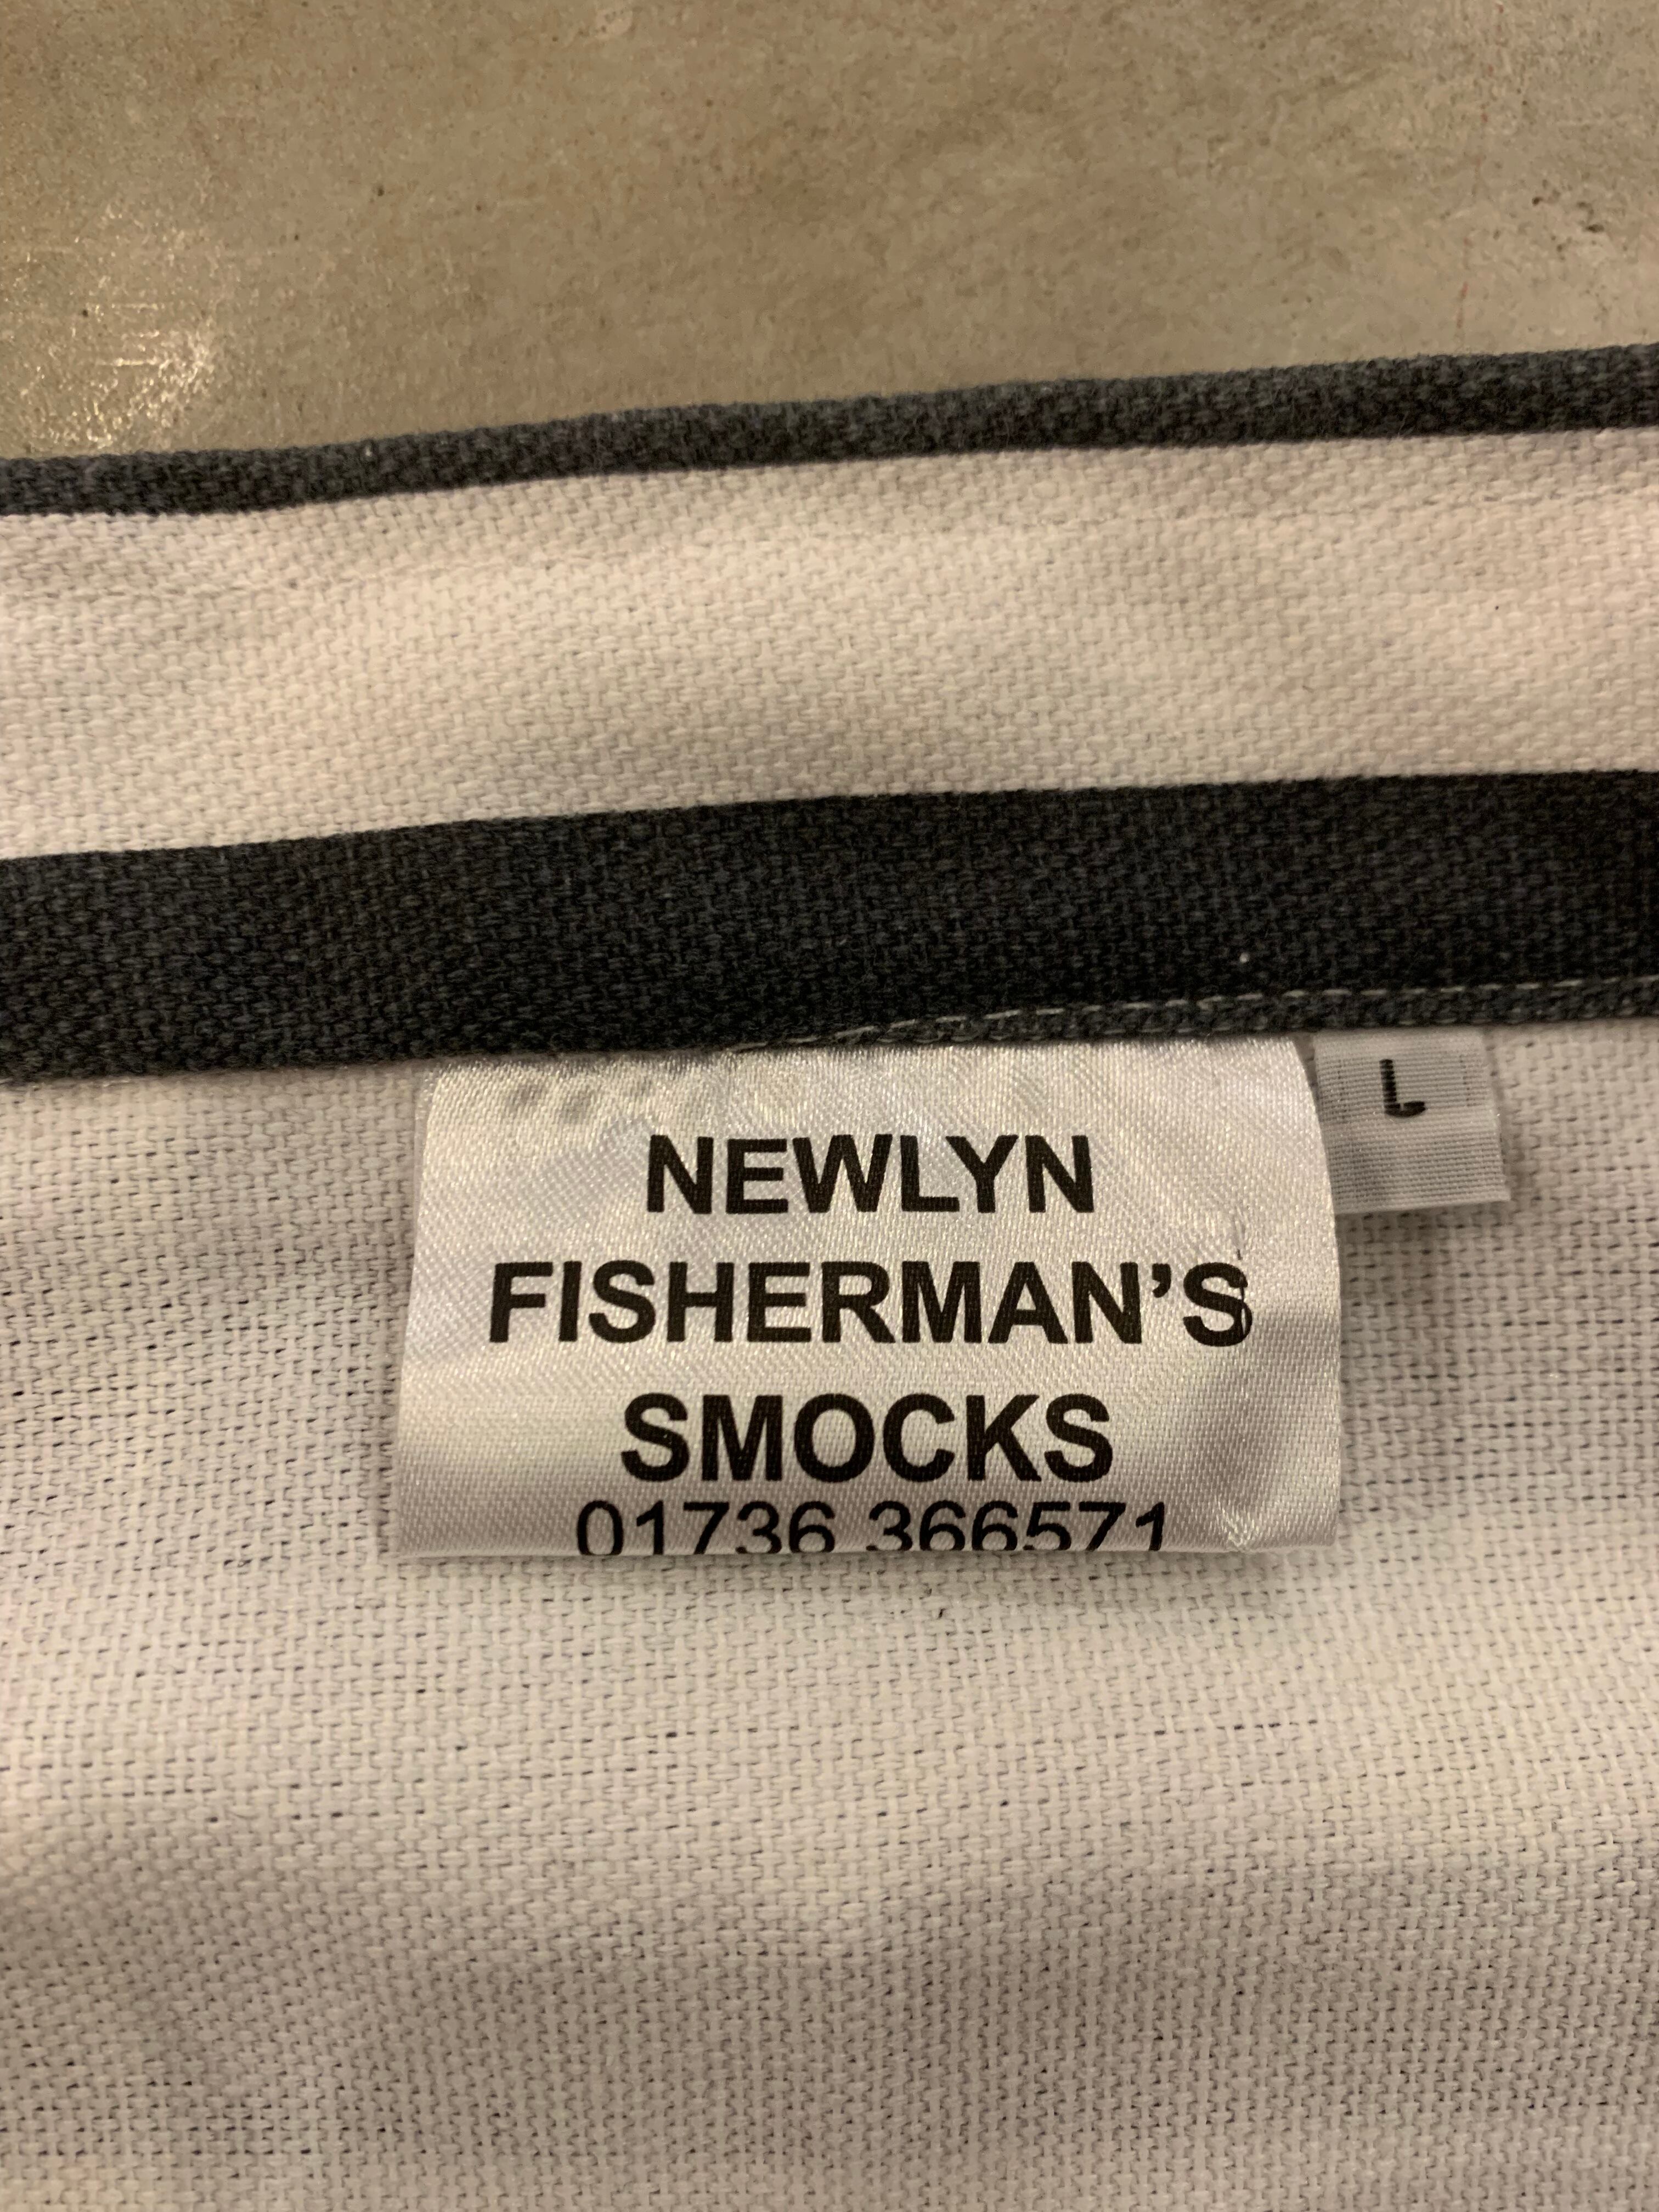 NEWLYN
FISHERMAN'S
SMOCKS
01736 366571
L